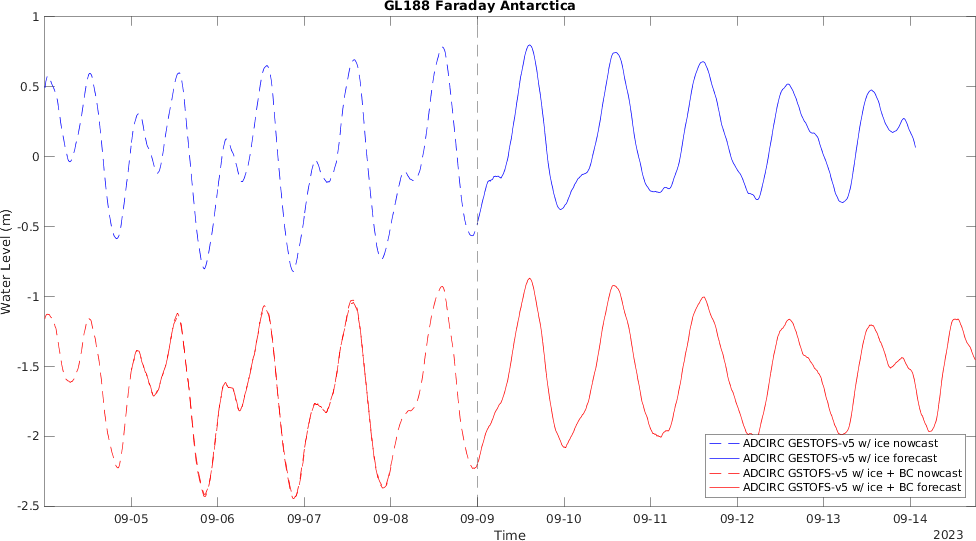 GL188 Faraday Antarctica
1
0.5
0
-0.5
-1
-1.5
-2
-2.5
Water Level (m)
ADCIRC GESTOFS-v5 w/ ice nowcast
ADCIRC GESTOFS-v5 w/ ice forecast
ADCIRC GSTOFS-v5 w/ ice + BC nowcast
ADCIRC GSTOFS-v5 w/ ice + BC forecast
09-05 09-06 09-07 09-08 09-09 09-10 09-11 09-12 09-13 09-14
Time
2023